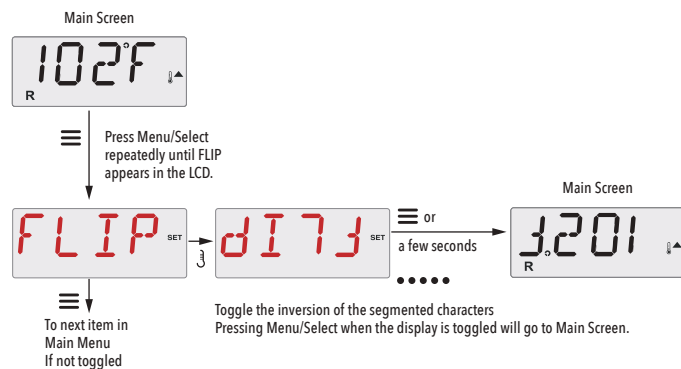 Main Screen
102°F
R
Press Menu/Select
repeatedly until FLIP
appears in the LCD.
FLIP
SET
dI7J
SET
or
a few seconds
Main Screen
J.201
R
Toggle the inversion of the segmented characters
Pressing Menu/Select when the display is toggled will go to Main Screen.
To next item in
Main Menu
If not toggled